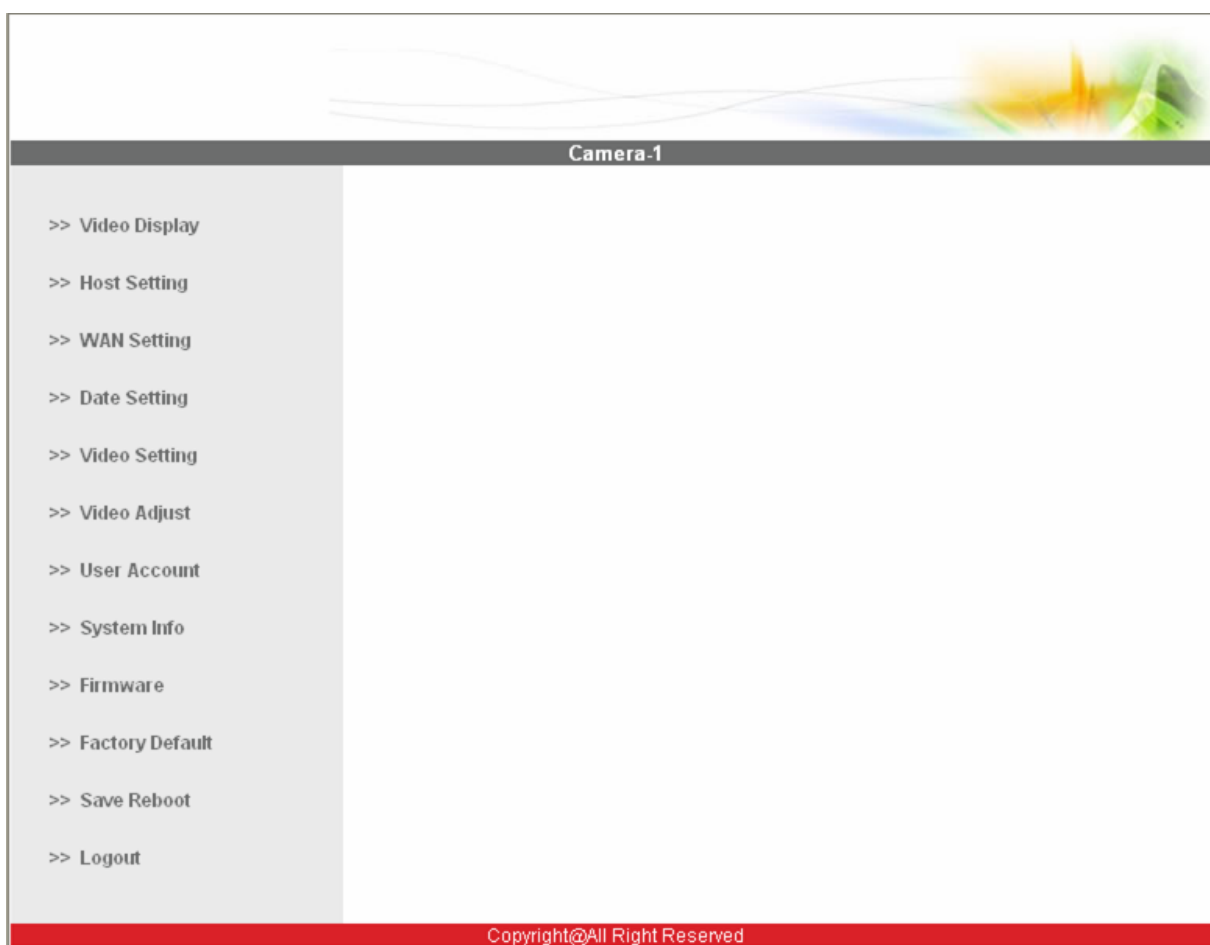 Camera-1
>> Video Display
>> Host Setting
>> WAN Setting
>> Date Setting
>> Video Setting
>> Video Adjust
>> User Account
>> System Info
>> Firmware
>> Factory Default
>> Save Reboot
>> Logout
Copyright@All Right Reserved